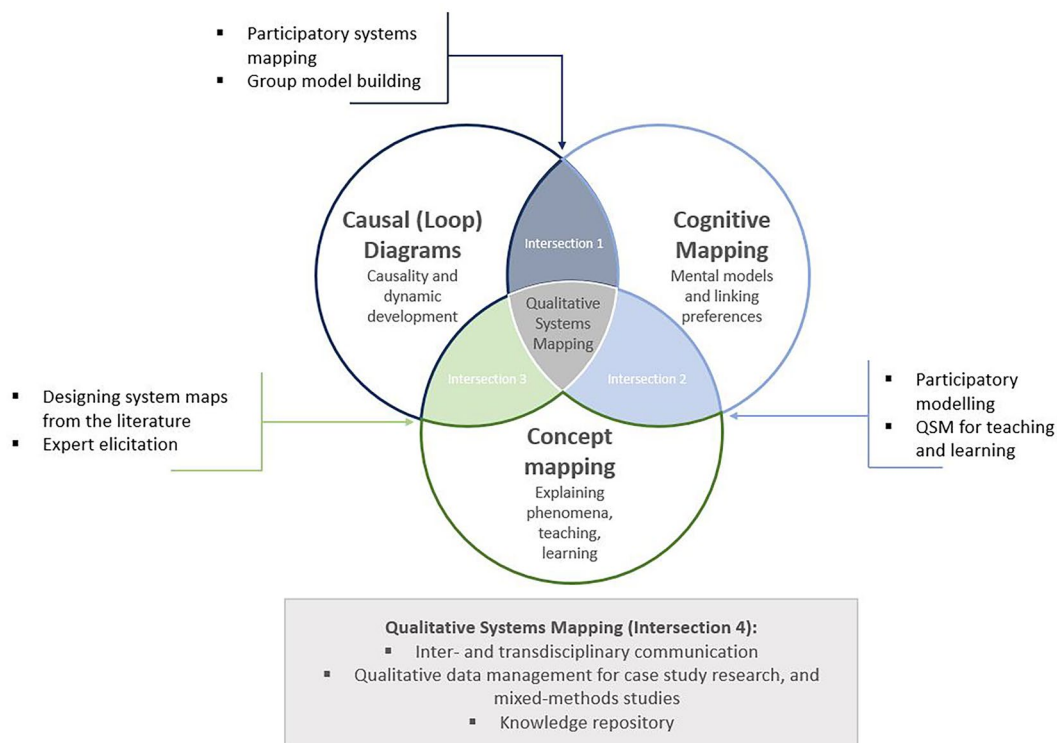 ▪ Participatory systems
mapping
▪ Group model building
Causal (Loop)
Diagrams
Causality and
dynamic
development
Intersection 1
Cognitive
Mapping
Mental models
and linking
preferences
Qualitative
Systems
Mapping
Intersection 3
Intersection 2
▪ Designing system maps
from the literature
▪ Expert elicitation
▪ Participatory
modelling
▪ QSM for teaching
and learning
Concept
mapping
Explaining
phenomena,
teaching,
learning
Qualitative Systems Mapping (Intersection 4):
▪ Inter- and transdisciplinary communication
▪ Qualitative data management for case study research, and
mixed-methods studies
▪ Knowledge repository